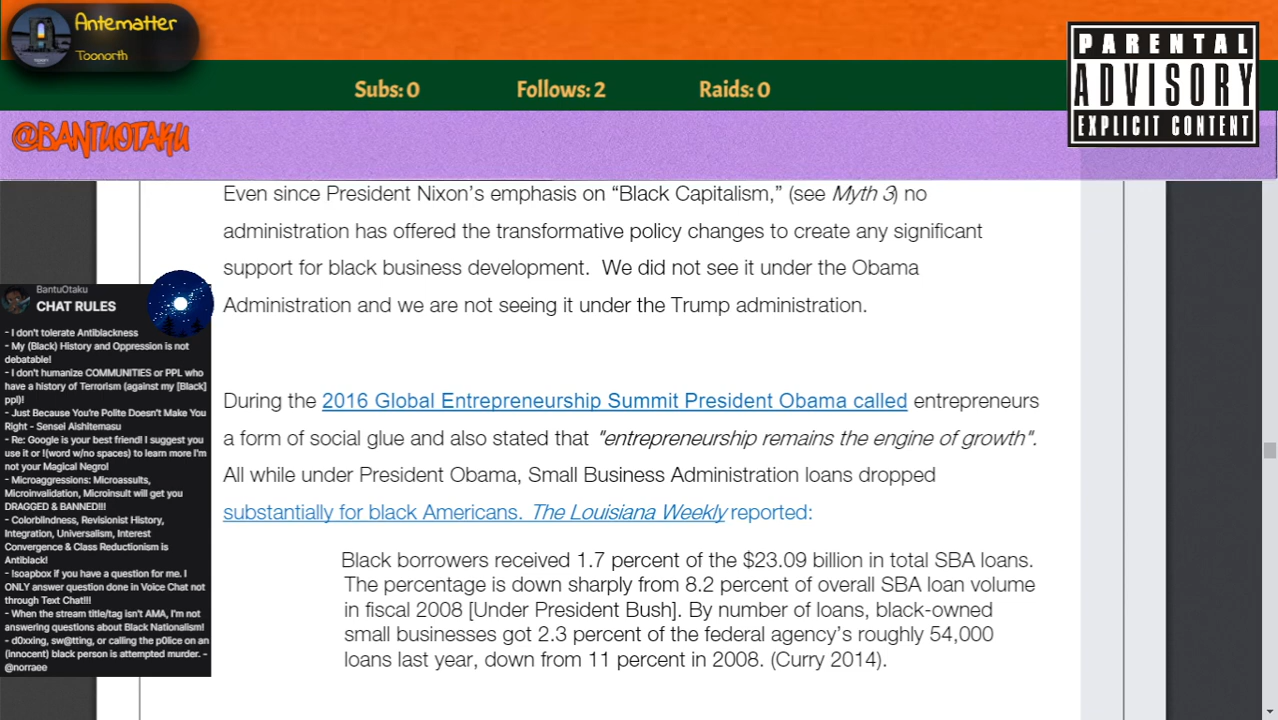 Antematter
Toonorth
Subs: 0
Follows: 2
Raids: 0
PARENTAL
ADVISORY
EXPLICIT CONTENT
@BANTUOTAKU
Even since President Nixon's emphasis on “Black Capitalism,” (see Myth 3) no
administration has offered the transformative policy changes to create any significant
support for black business development. We did not see it under the Obama
Administration and we are not seeing it under the Trump administration.
During the 2016 Global Entrepreneurship Summit President Obama called entrepreneurs
a form of social glue and also stated that "entrepreneurship remains the engine of growth".
All while under President Obama, Small Business Administration loans dropped
substantially for black Americans. The Louisiana Weekly reported:
Black borrowers received 1.7 percent of the $23.09 billion in total SBA loans.
The percentage is down sharply from 8.2 percent of overall SBA loan volume
in fiscal 2008 [Under President Bush]. By number of loans, black-owned
small businesses got 2.3 percent of the federal agency's roughly 54,000
loans last year, down from 11 percent in 2008. (Curry 2014).
BantuOtaku
CHAT RULES
- I don't tolerate Antiblackness
- My (Black) History and Oppression is not
debatable!
- I don't humanize COMMUNITIES or PPL who
have a history of Terrorism (against my [Black]
ppl)!
- Just Because You're Polite Doesn't Make You
Right - Sensei Aishitemasu
- Re: Google is your best friend! I suggest you
use it or !(word w/no spaces) to learn more I'm
not your Magical Negro!
- Microaggressions: Microassults,
Microinvalidation, Microinsult will get you
DRAGGED & BANNED!!!
- Colorblindness, Revisionist History,
Integration, Universalism, Interest
Convergence & Class Reductionism is
Antiblack!
- !soapbox if you have a question for me. I
ONLY answer question done in Voice Chat not
through Text Chat!!!
- When the stream title/tag isn't AMA, I'm not
answering questions about Black Nationalism!
- d0xxing, sw@tting, or calling the p0lice on an
(innocent) black person is attempted murder. -
@norraee